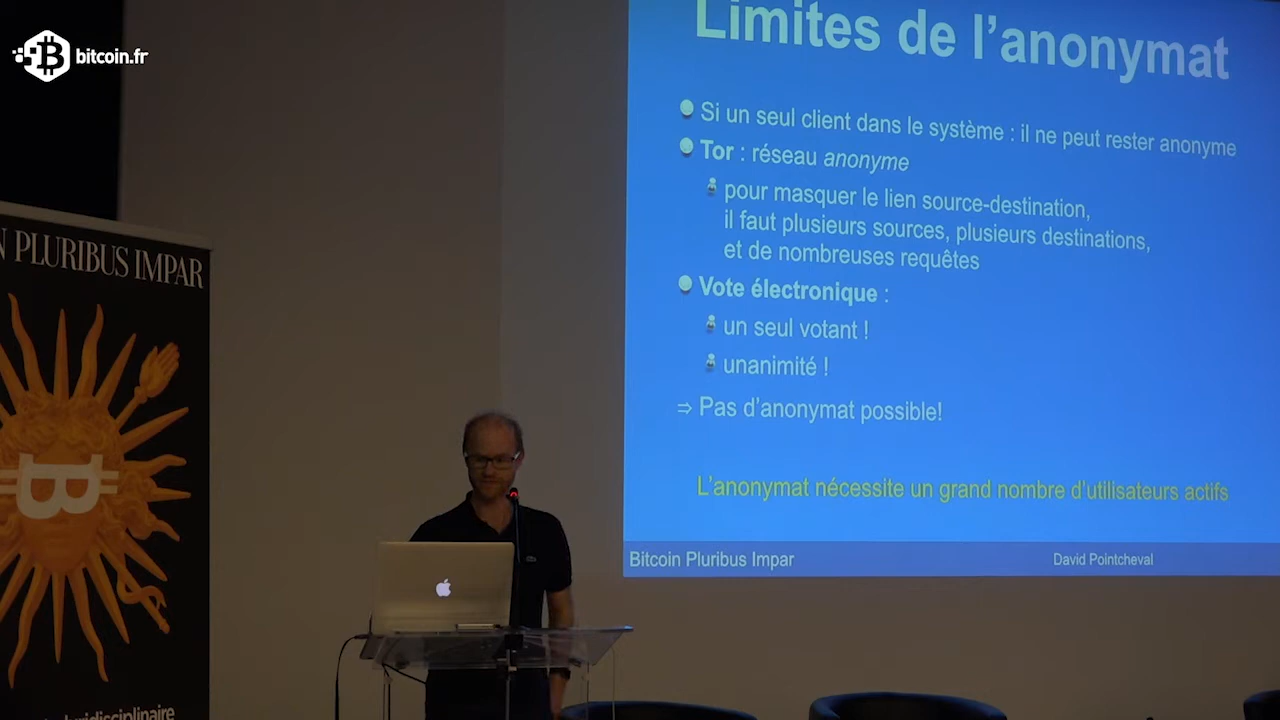 bitcoin.fr
PLURIBUS IMPAR
Limites de l'anonymat
Si un seul client dans le système : il ne peut rester anonyme
Tor : réseau anonyme
pour masquer le lien source-destination,
il faut plusieurs sources, plusieurs destinations,
et de nombreuses requêtes
Vote électronique :
un seul votant !
unanimité !
⇒ Pas d'anonymat possible!
L'anonymat nécessite un grand nombre d'utilisateurs actifs
Bitcoin Pluribus Impar
David Pointcheval